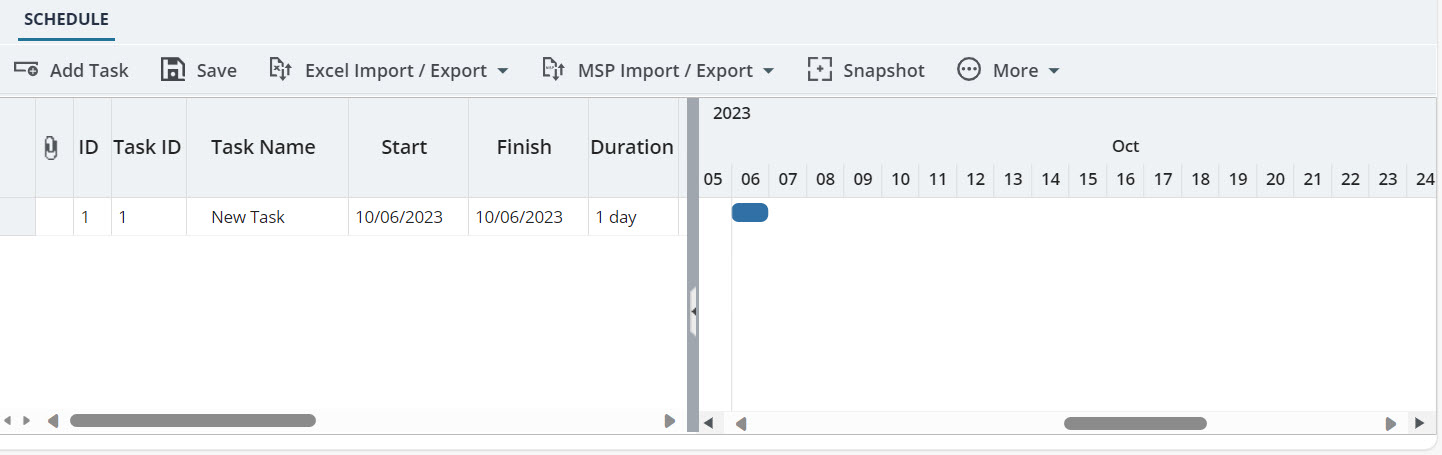 SCHEDULE
Add Task Save Excel Import / Export MSP Import / Export Snapshot More
2023
ID Task ID Task Name Start Finish Duration Oct
05 06 07 08 09 10 11 12 13 14 15 16 17 18 19 20 21 22 23 24
1 1 New Task 10/06/2023 10/06/2023 1 day